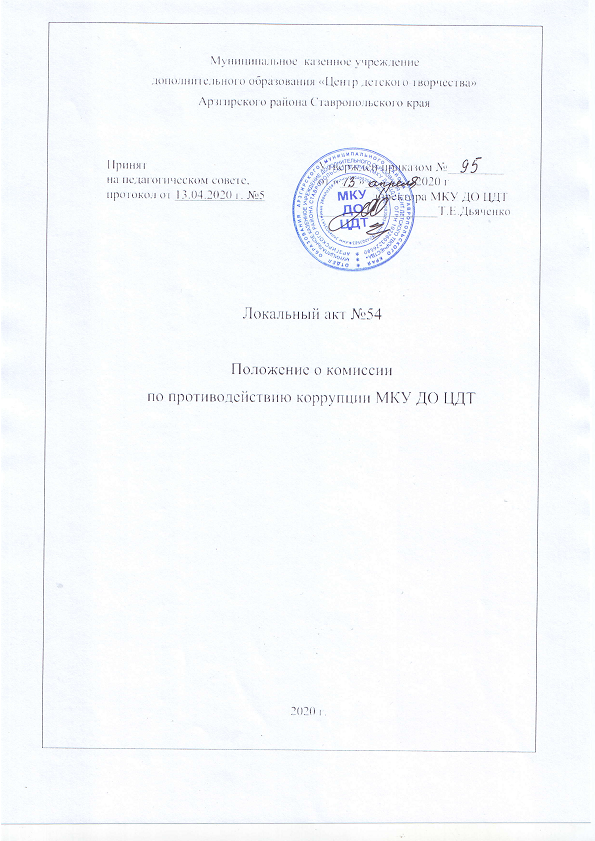 Муниципальное казенное учреждение
дополнительного образования «Центр детского творчества»
Арзгирского района Ставропольского края
Принят
на педагогическом совете,
протокол от 13.04.2020 г. №5
приказом № 95
13 апреля 2020 г
директора МКУ ДО ЦДТ
Т.Е.Дьяченко
МКУ
ДО
ЦДТ
Локальный акт №54
Положение о комиссии
по противодействию коррупции МКУ ДО ЦДТ
2020 г.